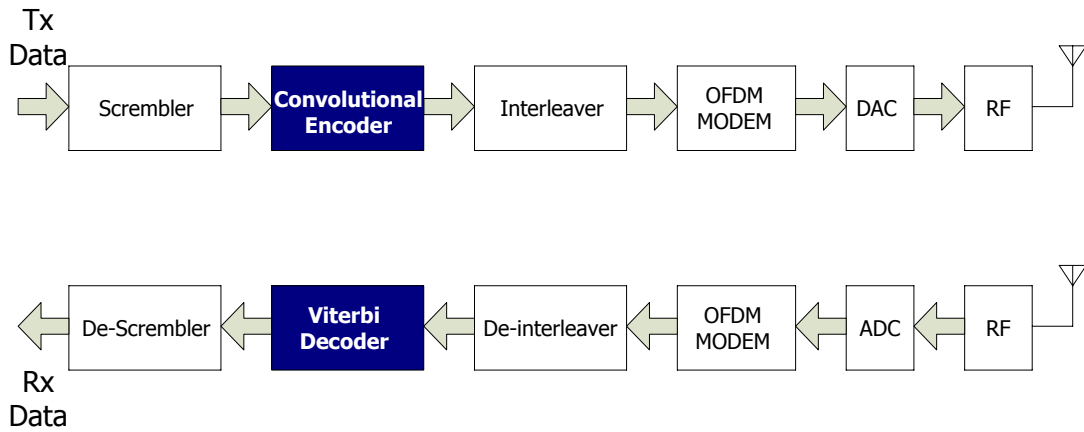 Tx
Data
Scrembler
Convolutional
Encoder
Interleaver
OFDM
MODEM
DAC
RF
De-Scrembler
Viterbi
Decoder
De-interleaver
OFDM
MODEM
ADC
RF
Rx
Data